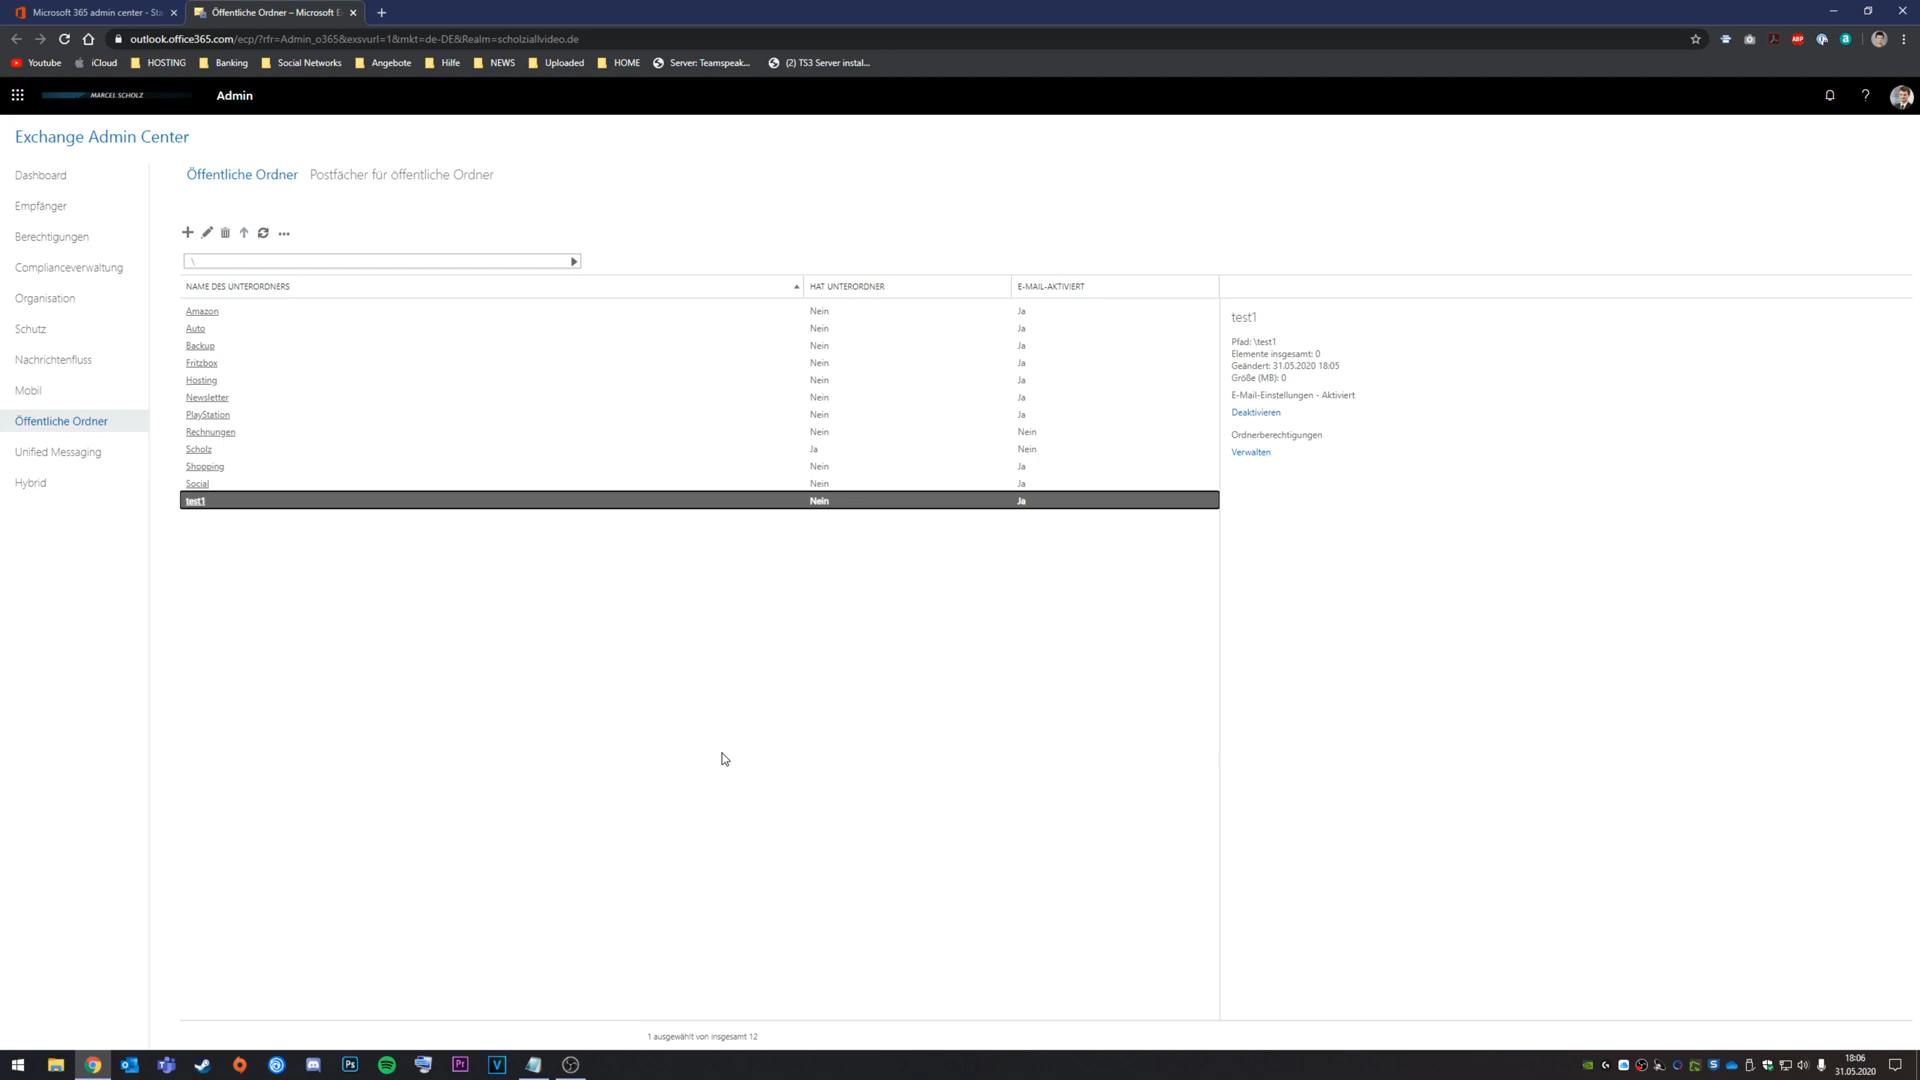 Microsoft 365 admin center - Sta
Öffentliche Ordner – Microsoft E
outlook.office365.com/ecp/?rfr=Admin_o365&exsvurl=1&mkt=de-DE&Realm=scholziallvideo.de
ABP
Youtube iCloud HOSTING Banking Social Networks Angebote Hilfe NEWS Uploaded HOME Server: Teamspeak... (2) TS3 Server instal...
MARCEL SCHOLZ Admin ?
Exchange Admin Center
Dashboard
Empfänger
Berechtigungen
Complianceverwaltung
Organisation
Schutz
Nachrichtenfluss
Mobil
Öffentliche Ordner
Unified Messaging
Hybrid
Öffentliche Ordner Postfächer für öffentliche Ordner
\
NAME DES UNTERORDNERS HAT UNTERORDNER E-MAIL-AKTIVIERT
Amazon Nein Ja
Auto Nein Ja
Backup Nein Ja
Fritzbox Nein Ja
Hosting Nein Ja
Newsletter Nein Ja
PlayStation Nein Ja
Rechnungen Nein Nein
Scholz Ja Nein
Shopping Nein Ja
Social Nein Ja
test1 Nein Ja
test1
Pfad: \test1
Elemente insgesamt: 0
Geändert: 31.05.2020 18:05
Größe (MB): 0
E-Mail-Einstellungen - Aktiviert
Deaktivieren
Ordnerberechtigungen
Verwalten
1 ausgewählt von insgesamt 12
Ps Pr V
18:06
31.05.2020